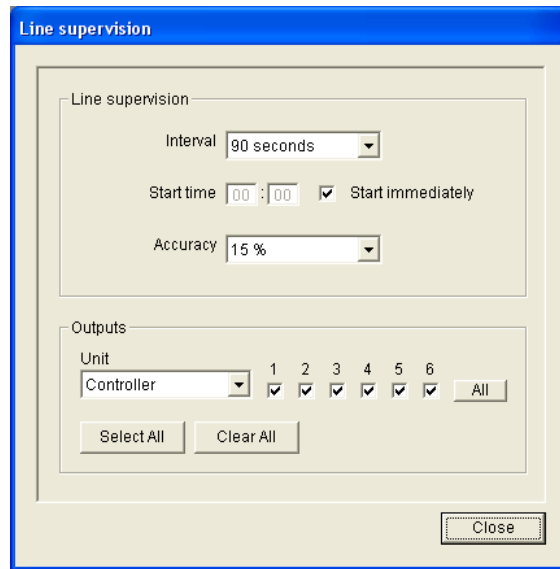 Line supervision
Line supervision
Interval 90 seconds
Start time 00 : 00 Start immediately
Accuracy 15 %
Outputs
Unit
1 2 3 4 5 6
Controller
All
Select All Clear All
Close